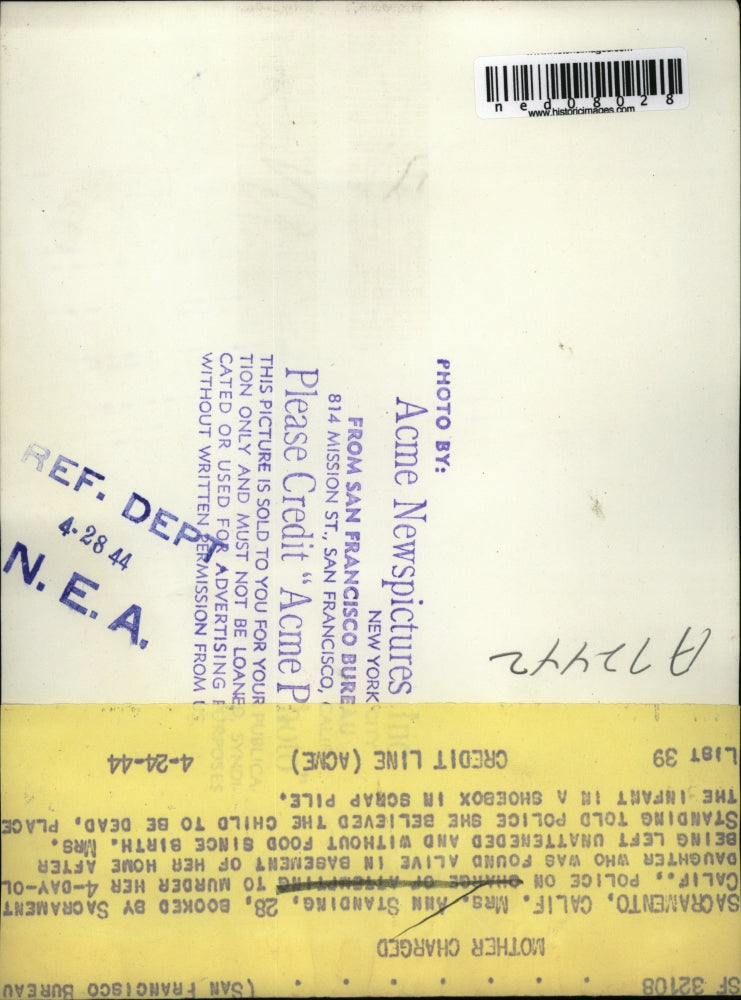 ned08028
www.historicimages.com
PHOTO BY:
Acme Newspictures
NEW YORK
FROM SAN FRANCISCO BUREAU
814 MISSION ST., SAN FRANCISCO,
Please Credit "Acme Photo
THIS PICTURE IS SOLD TO YOU FOR YOUR PUBLICA
TION ONLY AND MUST NOT BE LOANED SYNDI
CATED OR USED FOR ADVERTISING PURPOSES
WITHOUT WRITTEN PERMISSION FROM
REF. DEPT
4-28 44
N. E. A.
A72442
SF 32108 . . . . . . (SAN FRANCISCO BUREAU
MOTHER CHARGED
SACRAMENTO, CALIF. MRS. ANN STANDING, 28, BOOKED BY SACRAMENT
CALIF., POLICE ON CHARGE OF ATTEMPTING TO MURDER HER 4-DAY-OL
DAUGHTER WHO WAS FOUND ALIVE IN BASEMENT OF HER HOME AFTER
BEING LEFT UNATTENEDED AND WITHOUT FOOD SINCE BIRTH. MRS.
STANDING TOLD POLICE SHE BELIEVED THE CHILD TO BE DEAD, PLACE
THE INFANT IN A SHOEBOX IN SCRAP PILE.
LIST 39 CREDIT LINE (ACME) 4-24-44